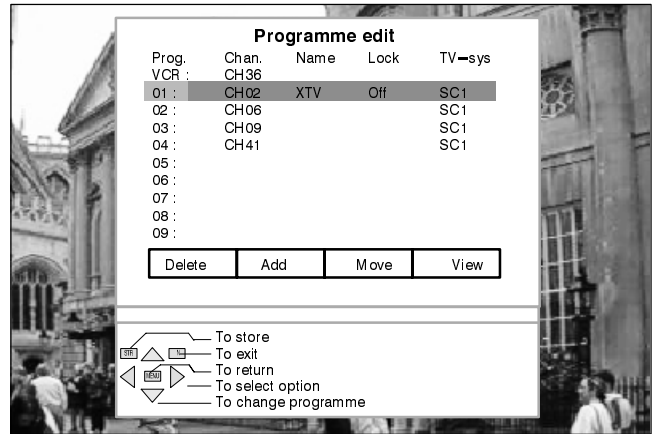 Programme edit
Prog. Chan. Name Lock TV-sys
VCR : CH36
01 : CH02 XTV Off SC1
02 : CH06 SC1
03 : CH09 SC1
04 : CH41 SC1
05 :
06 :
07 :
08 :
09 :
Delete Add Move View
To store
STR To exit
To return
MENU To select option
To change programme